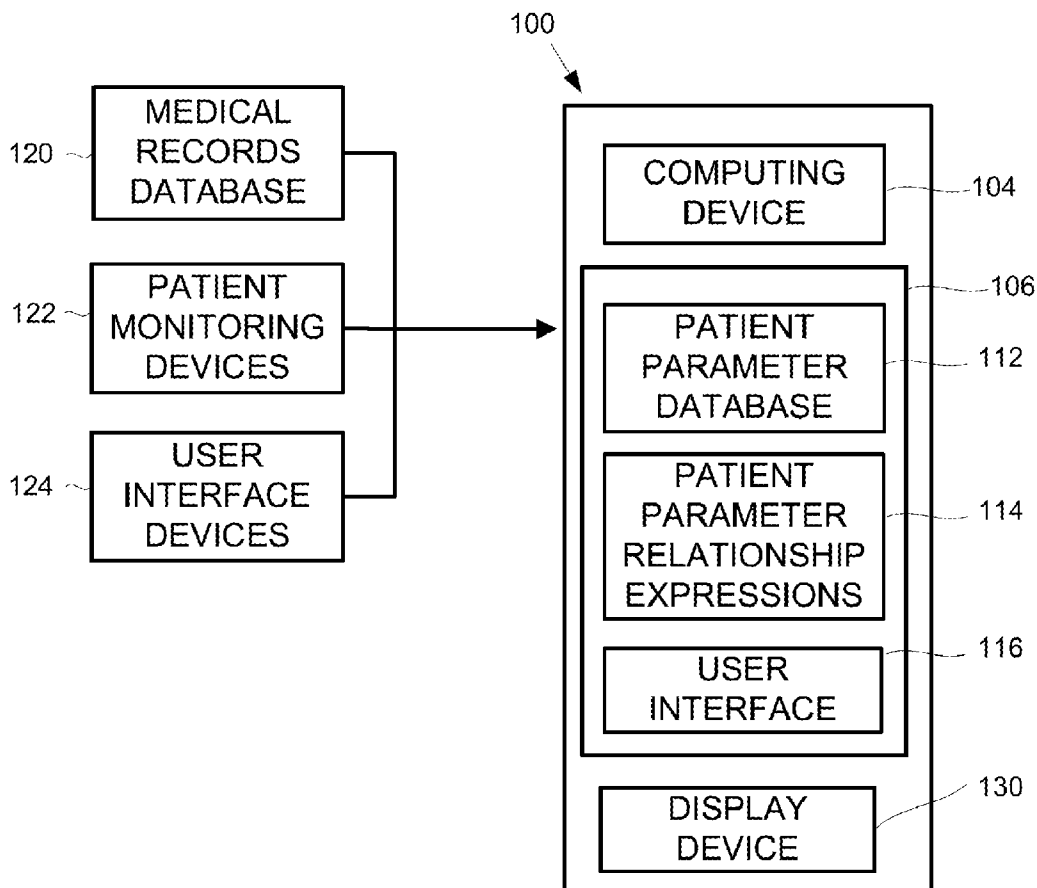 100
120
MEDICAL
RECORDS
DATABASE
122
PATIENT
MONITORING
DEVICES
124
USER
INTERFACE
DEVICES
COMPUTING
DEVICE
104
106
PATIENT
PARAMETER
DATABASE
112
PATIENT
PARAMETER
RELATIONSHIP
EXPRESSIONS
114
USER
INTERFACE
116
DISPLAY
DEVICE
130